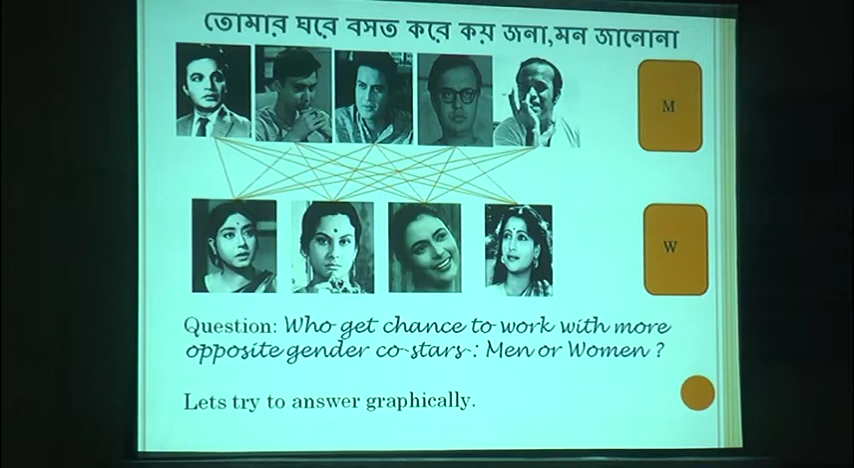 তোমার ঘরে বসত করে কয় জনা,মন জানোনা
M
W
Question: Who get chance to work with more
opposite gender co-stars : Men or Women ?
Lets try to answer graphically.